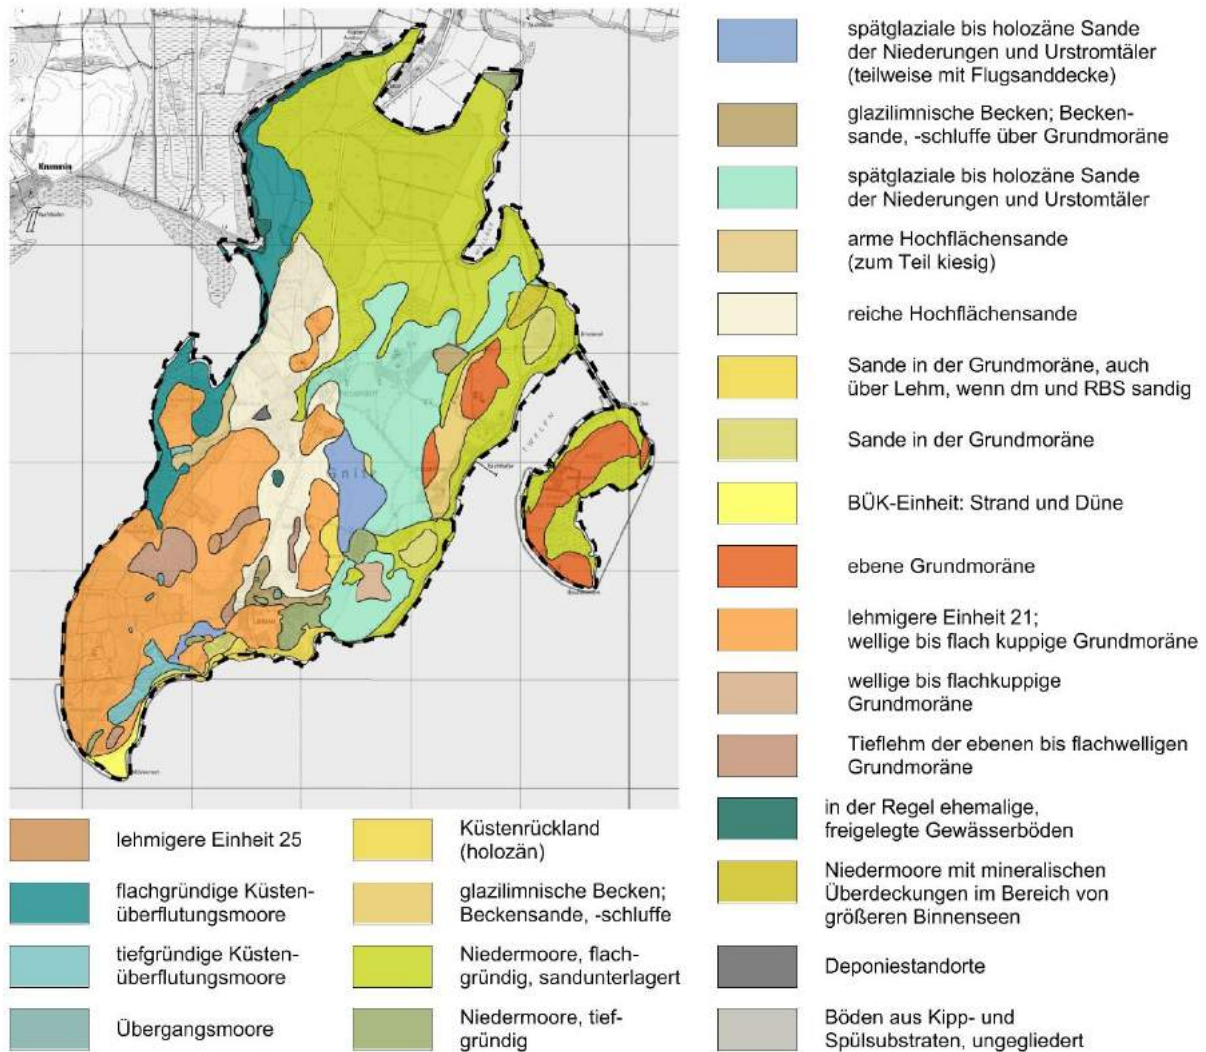 spätglaziale bis holozäne Sande
der Niederungen und Urstromtäler
(teilweise mit Flugsanddecke)
glazilimnische Becken; Becken-
sande, -schluffe über Grundmoräne
spätglaziale bis holozäne Sande
der Niederungen und Urstomtäler
arme Hochflächensande
(zum Teil kiesig)
reiche Hochflächensande
Sande in der Grundmoräne, auch
über Lehm, wenn dm und RBS sandig
Sande in der Grundmoräne
BÜK-Einheit: Strand und Düne
ebene Grundmoräne
lehmigere Einheit 21;
wellige bis flach kuppige Grundmoräne
wellige bis flachkuppige
Grundmoräne
Tieflehm der ebenen bis flachwelligen
Grundmoräne
in der Regel ehemalige,
freigelegte Gewässerböden
Niedermoore mit mineralischen
Überdeckungen im Bereich von
größeren Binnenseen
Deponiestandorte
Böden aus Kipp- und
Spülsubstraten, ungegliedert
lehmigere Einheit 25
flachgründige Küsten-
überflutungsmoore
tiefgründige Küsten-
überflutungsmoore
Übergangsmoore
Küstenrückland
(holozän)
glazilimnische Becken;
Beckensande, -schluffe
Niedermoore, flach-
gründig, sandunterlagert
Niedermoore, tief-
gründig
Krummin